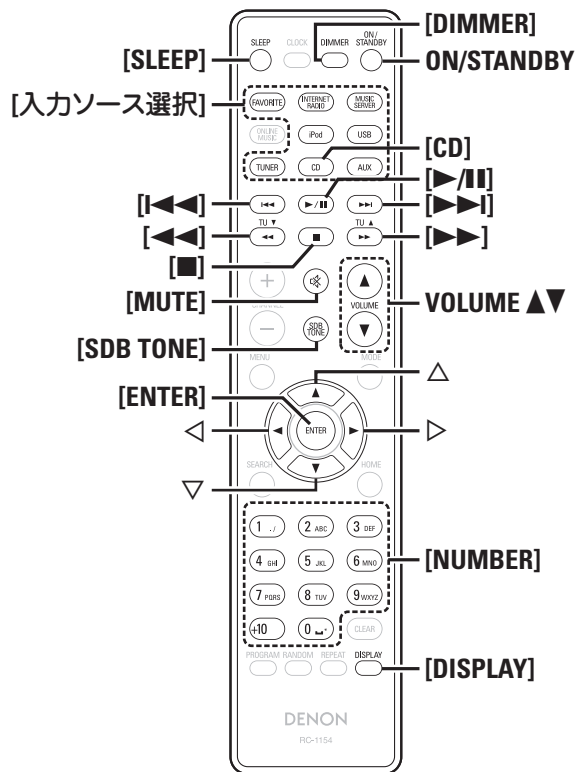 [DIMMER]
[SLEEP]
ON/STANDBY
SLEEP CLOCK DIMMER ON/
STANDBY
[入力ソース選択]
FAVORITE INTERNET
RADIO MUSIC
SERVER
ONLINE
MUSIC iPod USB
TUNER CD AUX
[CD]
[►/❚❚]
[I◄◄] I◄◄ ►/❚❚ ►►I [►►I]
TU ▼ TU ▲
[◄◄] ◄◄ ■ ►► [►►]
[■]
+
[MUTE]
CHANNEL
▲
VOLUME
▼
VOLUME ▲▼
−
SDB
TONE
[SDB TONE]
MENU MODE
△
[ENTER]
▲
◁ ◄ ENTER ► ▷
▼
SEARCH HOME
▽
1 ./ 2 ABC 3 DEF
4 GHI 5 JKL 6 MNO
[NUMBER]
7 PQRS 8 TUV 9 WXYZ
+10 0 ␣* CLEAR
PROGRAM RANDOM REPEAT DISPLAY
[DISPLAY]
DENON
RC-1154